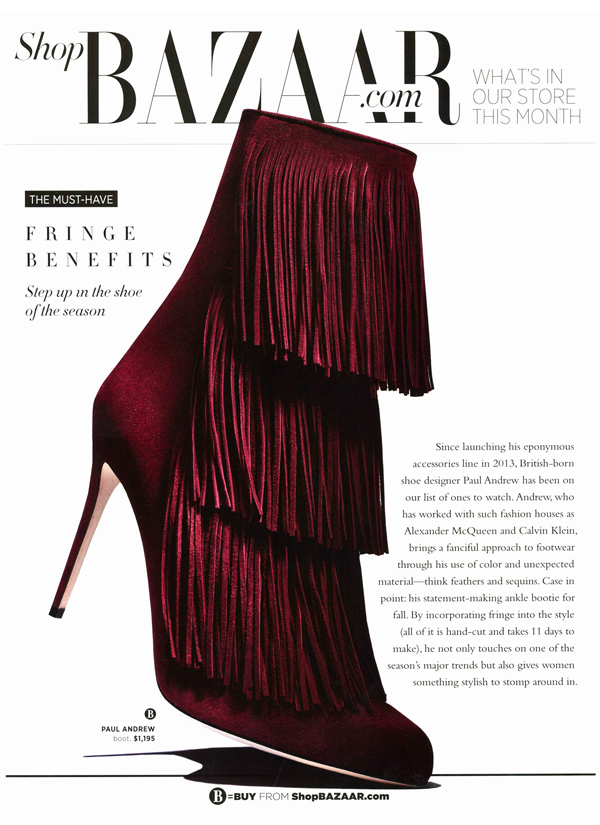 Shop BAZAAR.com
WHAT'S IN
OUR STORE
THIS MONTH
THE MUST-HAVE
FRINGE
BENEFITS
Step up in the shoe
of the season
Since launching his eponymous
accessories line in 2013, British-born
shoe designer Paul Andrew has been on
our list of ones to watch. Andrew, who
has worked with such fashion houses as
Alexander McQueen and Calvin Klein,
brings a fanciful approach to footwear
through his use of color and unexpected
material—think feathers and sequins. Case in
point: his statement-making ankle bootie for
fall. By incorporating fringe into the style
(all of it is hand-cut and takes 11 days to
make), he not only touches on one of the
season's major trends but also gives women
something stylish to stomp around in.
B
PAUL ANDREW
boot, $1,195
B=BUY FROM ShopBAZAAR.com